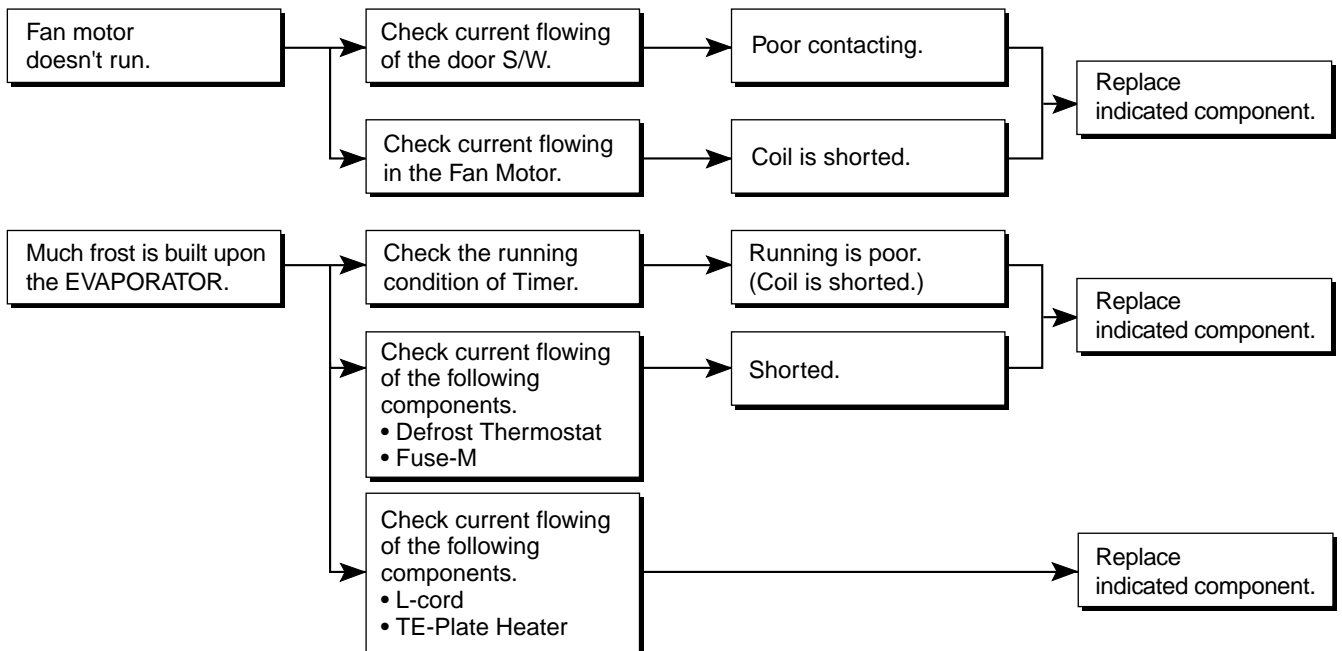 Fan motor
doesn't run.
Check current flowing
of the door S/W.
Poor contacting.
Replace
indicated component.
Check current flowing
in the Fan Motor.
Coil is shorted.
Much frost is built upon
the EVAPORATOR.
Check the running
condition of Timer.
Running is poor.
(Coil is shorted.)
Replace
indicated component.
Check current flowing
of the following
components.
• Defrost Thermostat
• Fuse-M
Shorted.
Check current flowing
of the following
components.
• L-cord
• TE-Plate Heater
Replace
indicated component.